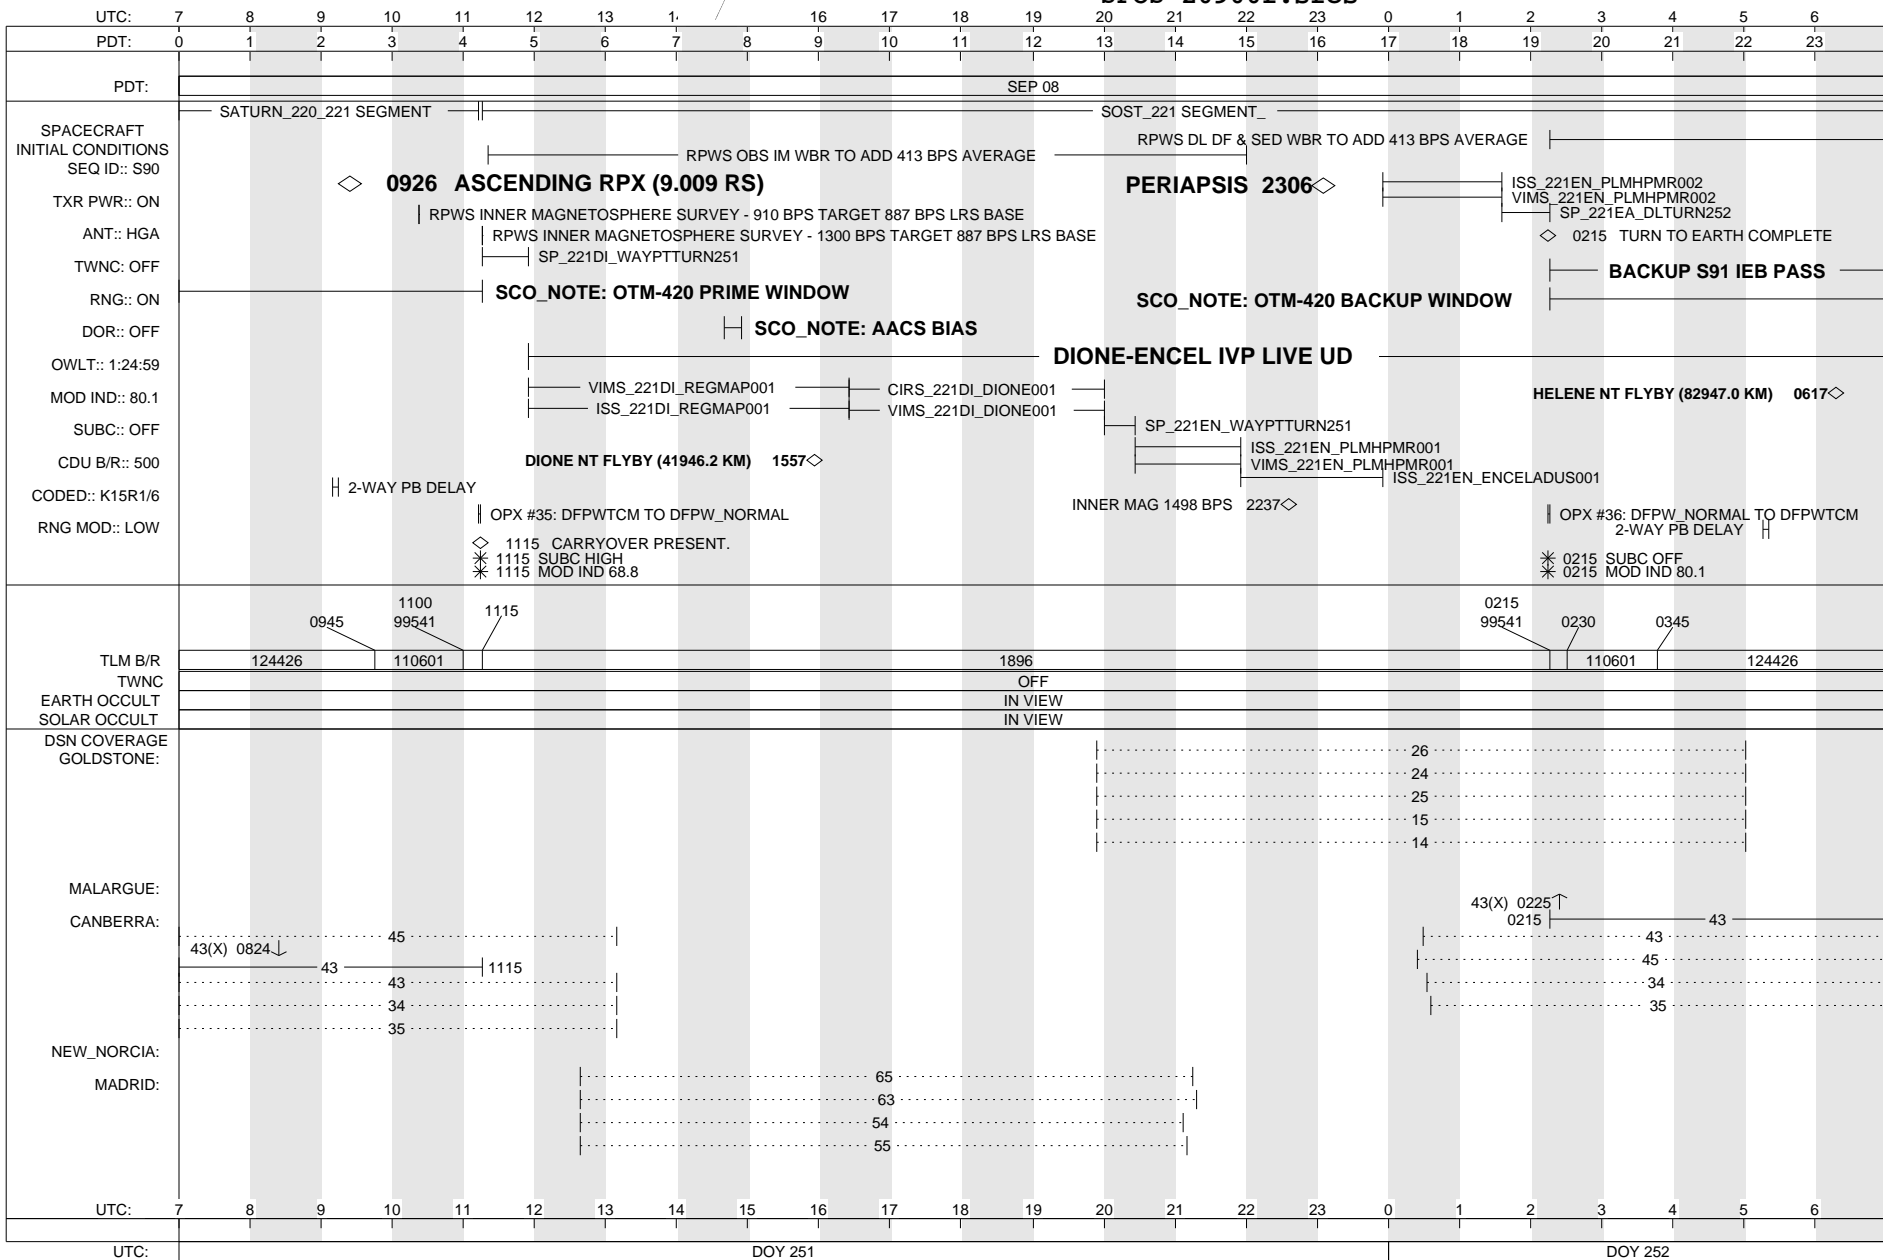 UTC: 7 8 9 10 11 12 13 16 17 18 19 20 21 22 23 0 1 2 3 4 5 6
PDT: 0 1 2 3 4 5 6 7 8 9 10 11 12 13 14 15 16 17 18 19 20 21 22 23
PDT: SEP 08
SATURN_220_221 SEGMENT SOST_221 SEGMENT_
SPACECRAFT
INITIAL CONDITIONS
RPWS DL DF & SED WBR TO ADD 413 BPS AVERAGE
RPWS OBS IM WBR TO ADD 413 BPS AVERAGE
SEQ ID:: S90
0926 ASCENDING RPX (9.009 RS) PERIAPSIS 2306 ISS_221EN_PLMHPMR002
VIMS_221EN_PLMHPMR002
TXR PWR:: ON
RPWS INNER MAGNETOSPHERE SURVEY - 910 BPS TARGET 887 BPS LRS BASE SP_221EA_DLTURN252
ANT:: HGA
RPWS INNER MAGNETOSPHERE SURVEY - 1300 BPS TARGET 887 BPS LRS BASE 0215 TURN TO EARTH COMPLETE
SP_221DI_WAYPTTURN251
TWNC: OFF
BACKUP S91 IEB PASS
RNG:: ON
SCO_NOTE: OTM-420 PRIME WINDOW SCO_NOTE: OTM-420 BACKUP WINDOW
DOR:: OFF
SCO_NOTE: AACS BIAS
DIONE-ENCEL IVP LIVE UD
OWLT:: 1:24:59
VIMS_221DI_REGMAP001 CIRS_221DI_DIONE001
HELENE NT FLYBY (82947.0 KM) 0617
MOD IND:: 80.1
ISS_221DI_REGMAP001 VIMS_221DI_DIONE001
SUBC:: OFF
SP_221EN_WAYPTTURN251
ISS_221EN_PLMHPMR001
CDU B/R:: 500
DIONE NT FLYBY (41946.2 KM) 1557 VIMS_221EN_PLMHPMR001
ISS_221EN_ENCELADUS001
2-WAY PB DELAY
CODED:: K15R1/6
INNER MAG 1498 BPS 2237
OPX #35: DFPWTCM TO DFPW_NORMAL OPX #36: DFPW_NORMAL TO DFPWTCM
RNG MOD:: LOW
2-WAY PB DELAY
1115 CARRYOVER PRESENT.
1115 SUBC HIGH 0215 SUBC OFF
1115 MOD IND 68.8 0215 MOD IND 80.1
1100 1115 0215
0945 99541 99541 0230 0345
TLM B/R 124426 110601 1896 110601 124426
TWNC OFF
EARTH OCCULT IN VIEW
SOLAR OCCULT IN VIEW
DSN COVERAGE
GOLDSTONE: 26
24
25
15
14
MALARGUE:
43(X) 0225
CANBERRA: 0215 43
45 43
43(X) 0824
43 1115 45
43 34
34 35
35
NEW_NORCIA:
MADRID: 65
63
54
55
UTC: 7 8 9 10 11 12 13 14 15 16 17 18 19 20 21 22 23 0 1 2 3 4 5 6
UTC: DOY 251 DOY 252